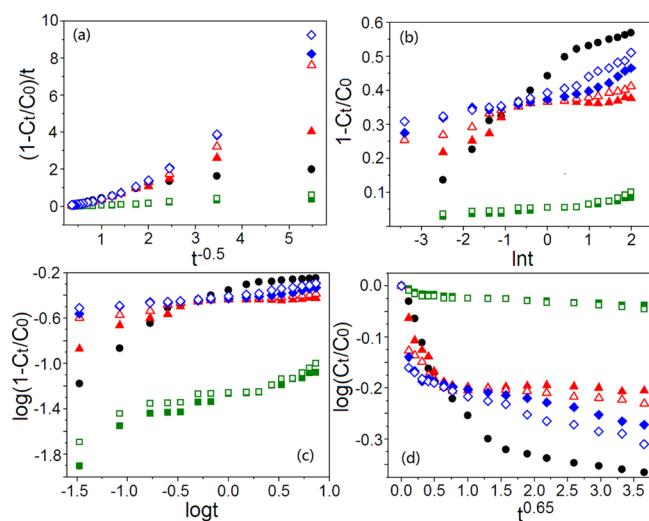 (a)
10
8
6
4
2
0
1 2 3 4 5 6
(1-Ct/C0)/t
t^-0.5
(b)
0.6
0.5
0.4
0.3
0.2
0.1
-3 -2 -1 0 1 2
1-Ct/C0
lnt
(c)
-0.2
-0.6
-1.0
-1.4
-1.8
-1.5 -1.0 -0.5 0.0 0.5 1.0
log(1-Ct/C0)
logt
(d)
0.0
-0.1
-0.2
-0.3
0.0 0.5 1.0 1.5 2.0 2.5 3.0 3.5
log(Ct/C0)
t^0.65